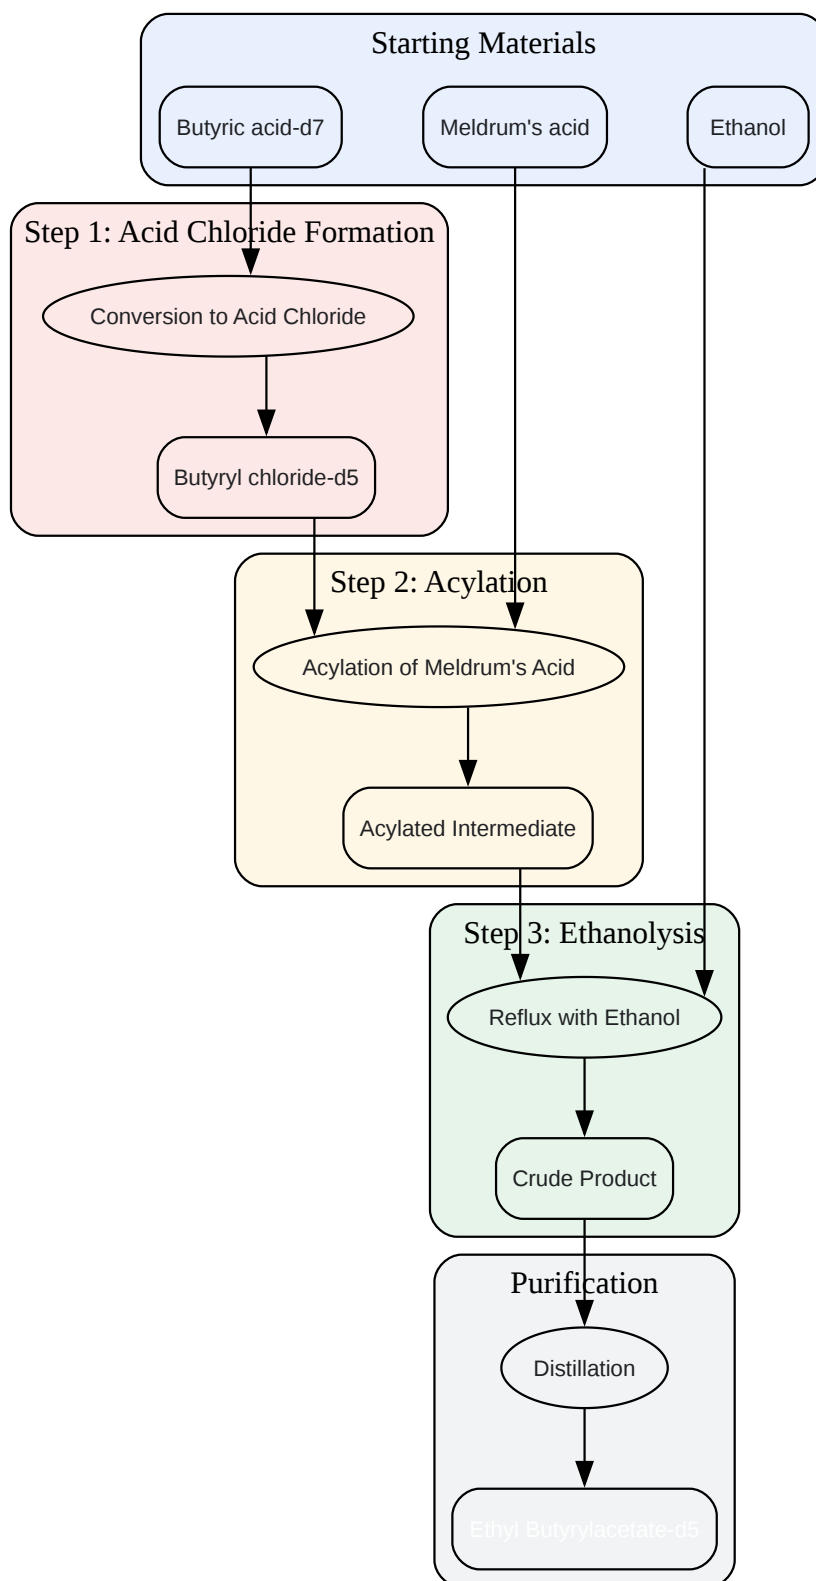 Starting Materials
Butyric acid-d7
Meldrum's acid
Ethanol
Step 1: Acid Chloride Formation
Conversion to Acid Chloride
Butyryl chloride-d5
Step 2: Acylation
Acylation of Meldrum's Acid
Acylated Intermediate
Step 3: Ethanolysis
Reflux with Ethanol
Crude Product
Purification
Distillation
Ethyl Butyrylacetate-d5